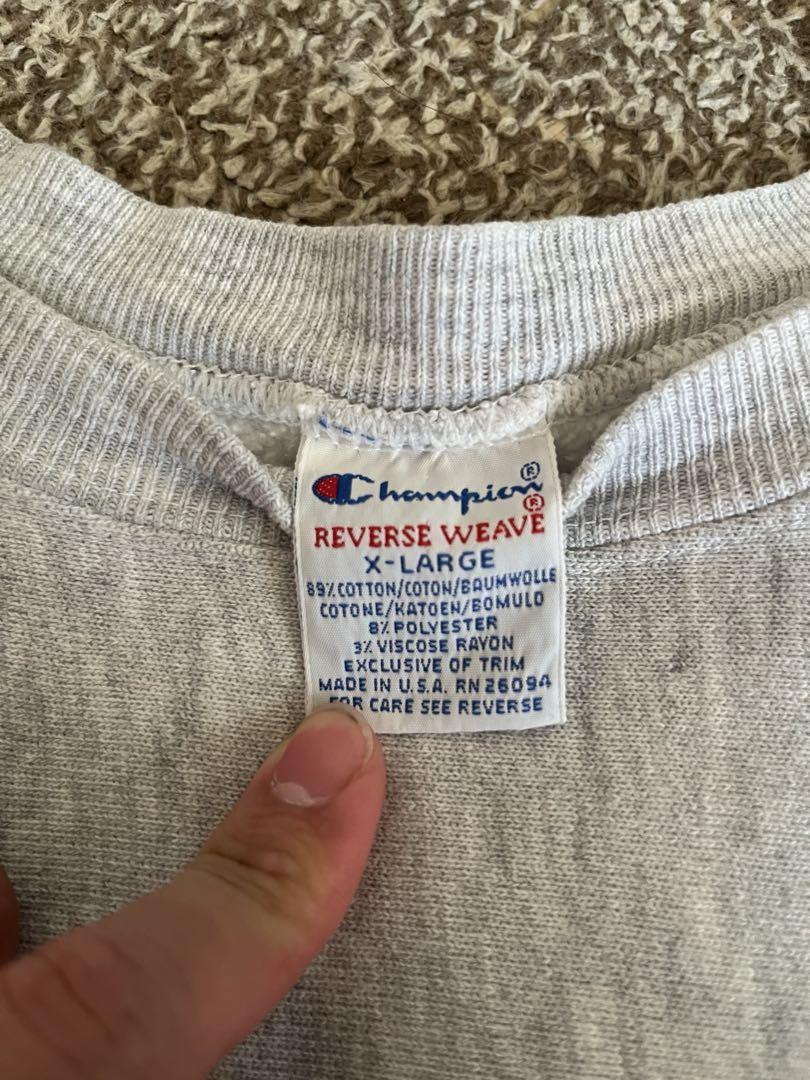 Champion®
REVERSE WEAVE®
X-LARGE
89% COTTON/COTON/BAUMWOLLE
COTONE/KATOEN/BOMULD
8% POLYESTER
3% VISCOSE RAYON
EXCLUSIVE OF TRIM
MADE IN U.S.A. RN 26094
FOR CARE SEE REVERSE